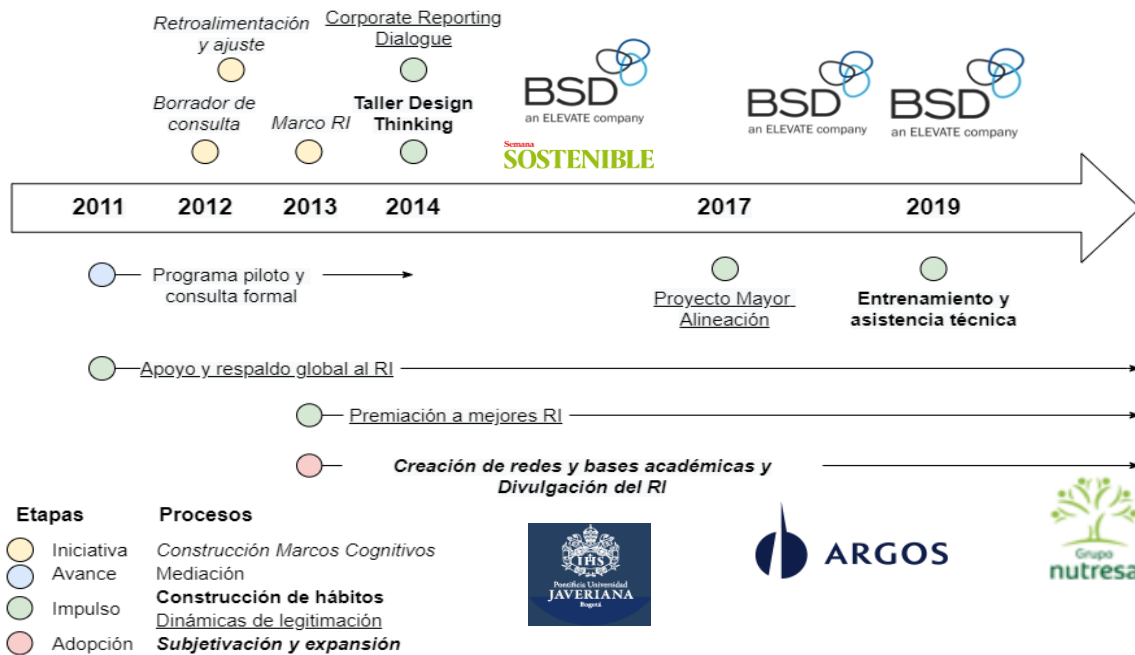 Retroalimentación
y ajuste
Corporate Reporting
Dialogue
Borrador de
consulta
Marco RI
Taller Design
Thinking
BSD
an ELEVATE company
Semana
SOSTENIBLE
BSD
an ELEVATE company
BSD
an ELEVATE company
2011 2012 2013 2014 2017 2019
Programa piloto y
consulta formal
Proyecto Mayor
Alineación
Entrenamiento y
asistencia técnica
Apoyo y respaldo global al RI
Premiación a mejores RI
Creación de redes y bases académicas y
Divulgación del RI
Etapas Procesos
Iniciativa Construcción Marcos Cognitivos
Avance Mediación
Impulso Construcción de hábitos
Dinámicas de legitimación
Adopción Subjetivación y expansión
IHS
Pontificia Universidad
JAVERIANA
Bogotá
ARGOS
Grupo
nutresa